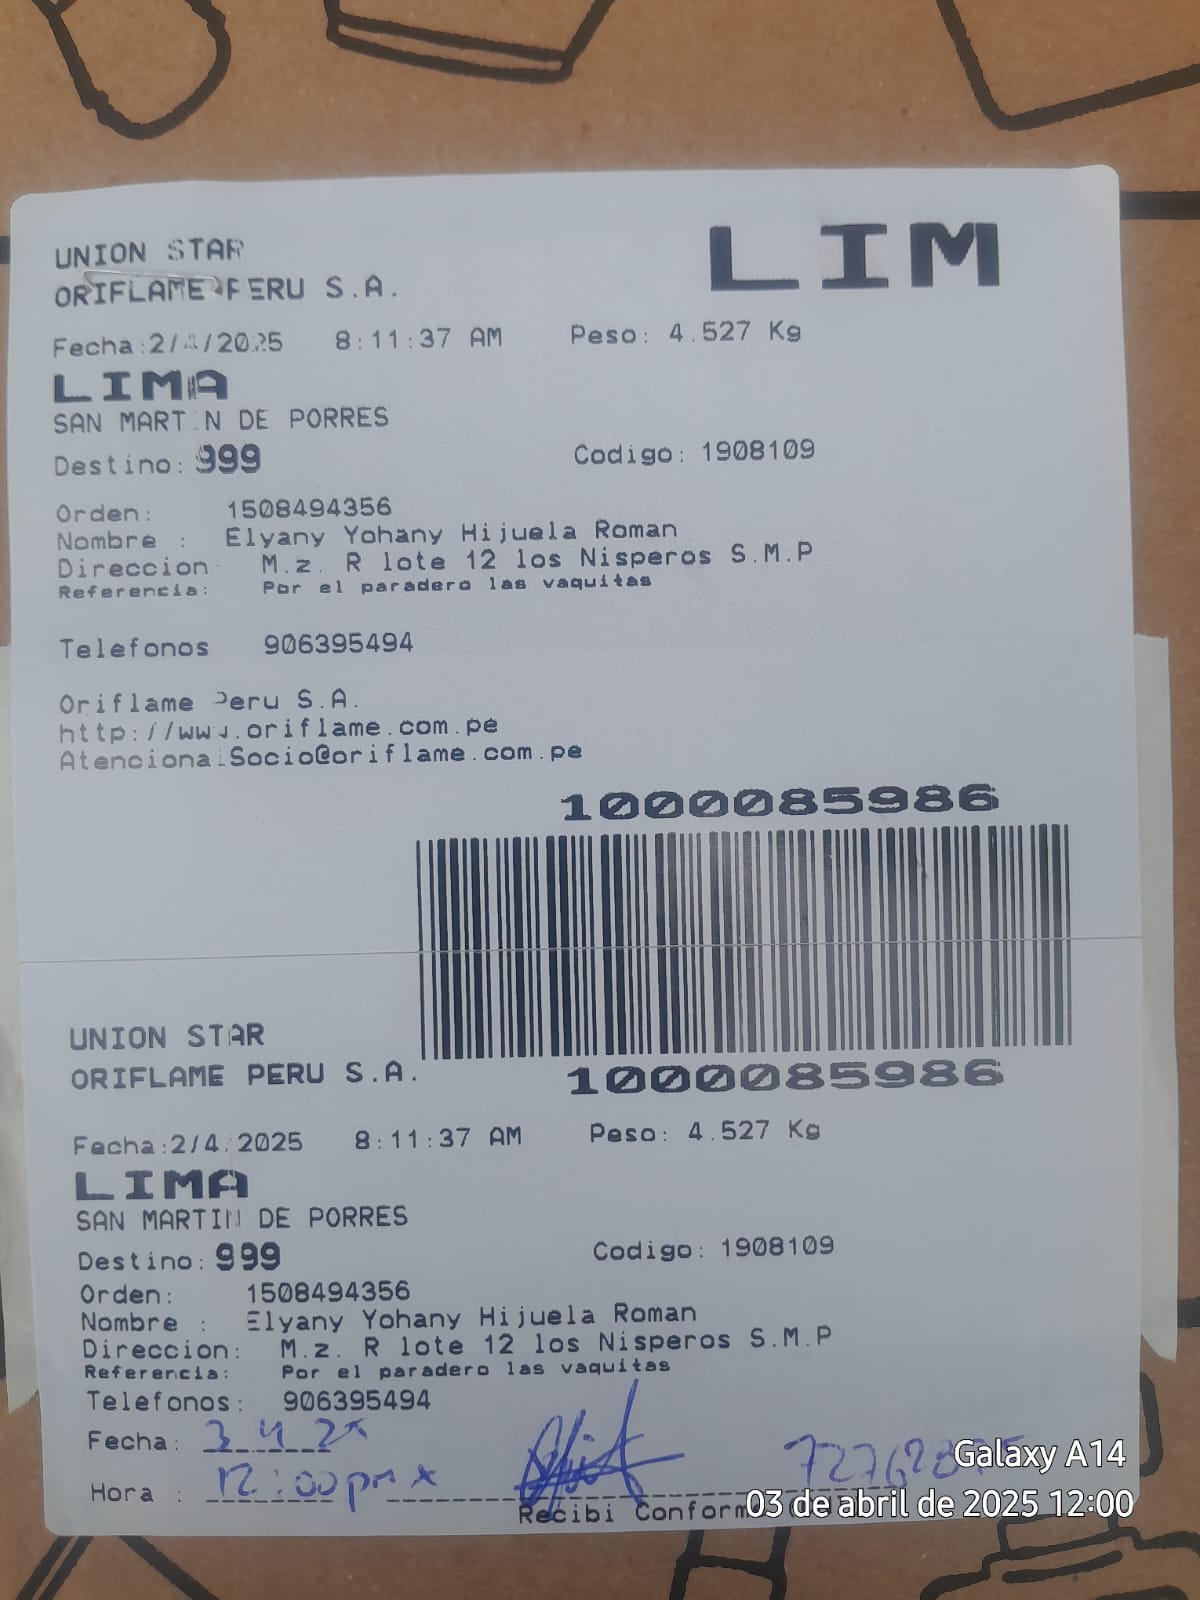 UNION STAR
LIM
ORIFLAME PERU S.A.
Fecha:2/4/2025 8:11:37 AM Peso: 4.527 Kg
LIMA
SAN MARTIN DE PORRES
Destino: 999 Codigo: 1908109
Orden: 1508494356
Nombre : Elyany Yohany Hijuela Roman
Direccion M.z. R lote 12 los Nisperos S.M.P
Referencia: Por el paradero las vaquitas
Telefonos 906395494
Oriflame Peru S.A.
http://www.oriflame.com.pe
AtencionalSocio@oriflame.com.pe
1000085986
UNION STAR
ORIFLAME PERU S.A.
1000085986
Fecha:2/4/2025 8:11:37 AM Peso: 4.527 Kg
LIMA
SAN MARTIN DE PORRES
Destino: 999 Codigo: 1908109
Orden: 1508494356
Nombre : Elyany Yohany Hijuela Roman
Direccion: M.z. R lote 12 los Nisperos S.M.P
Referencia: Por el paradero las vaquitas
Telefonos: 906395494
Fecha: 3 4 25
Galaxy A14
Hora : 12:00pm
Recibi Conform
03 de abril de 2025 12:00